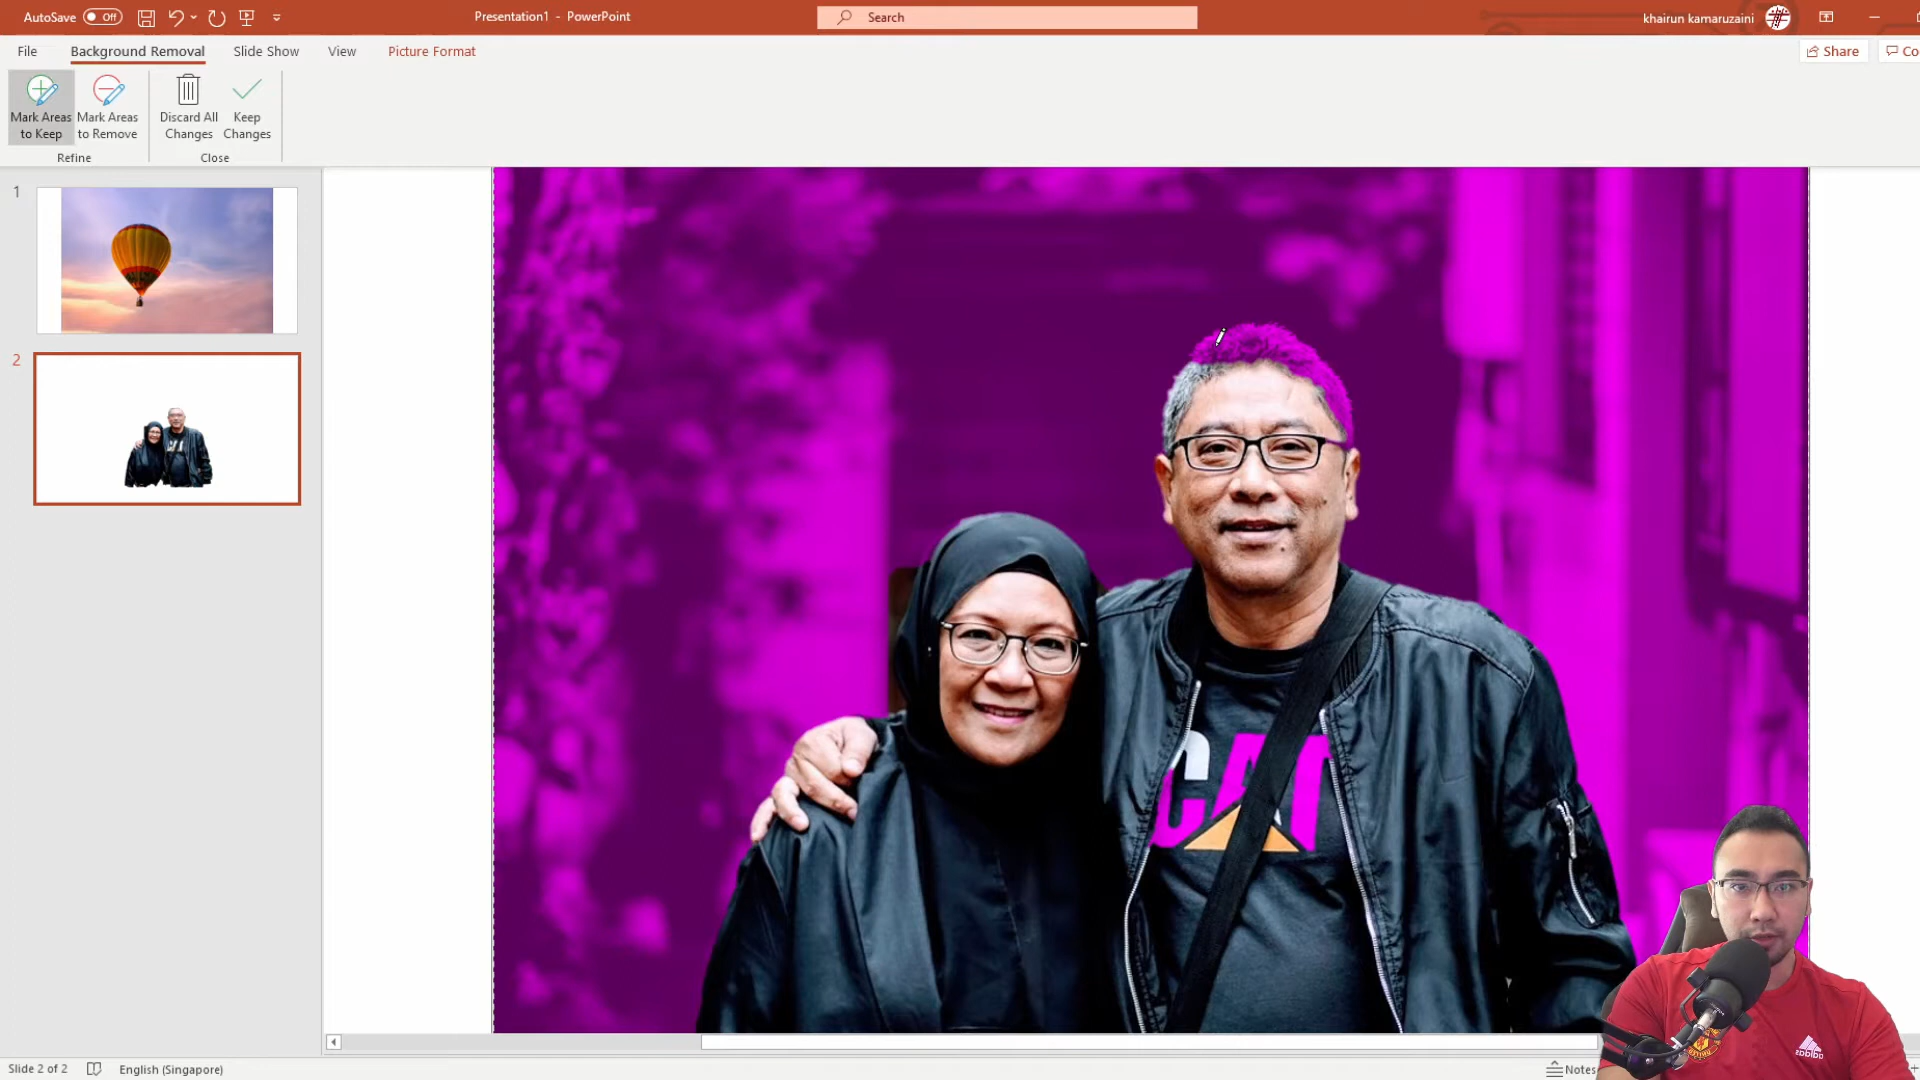 AutoSave Off
Presentation1 - PowerPoint
Search
khairun kamaruzaini
File
Background Removal
Slide Show
View
Picture Format
Share
Co
Mark Areas to Keep
Mark Areas to Remove
Discard All Changes
Keep Changes
Refine
Close
1
2
CAT
adidas
Slide 2 of 2
English (Singapore)
Notes